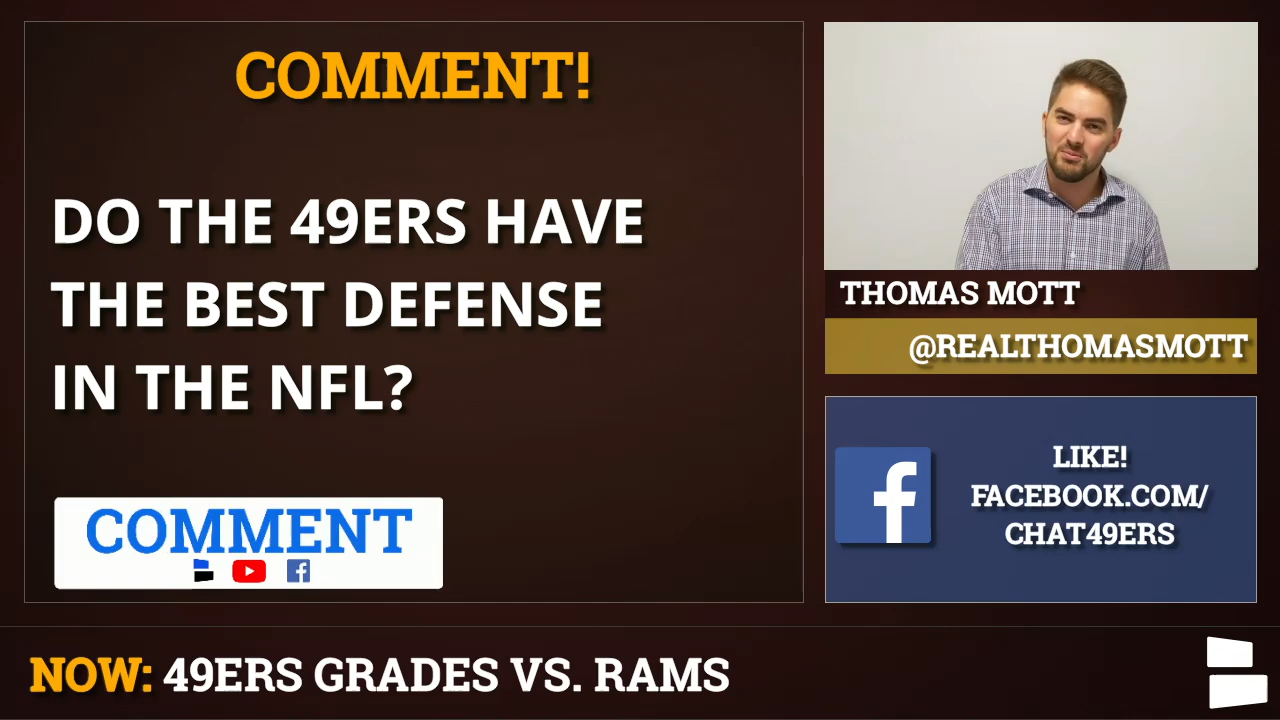 COMMENT!
DO THE 49ERS HAVE
THE BEST DEFENSE
IN THE NFL?
COMMENT
THOMAS MOTT
@REALTHOMASMOTT
LIKE!
FACEBOOK.COM/
CHAT49ERS
NOW: 49ERS GRADES VS. RAMS